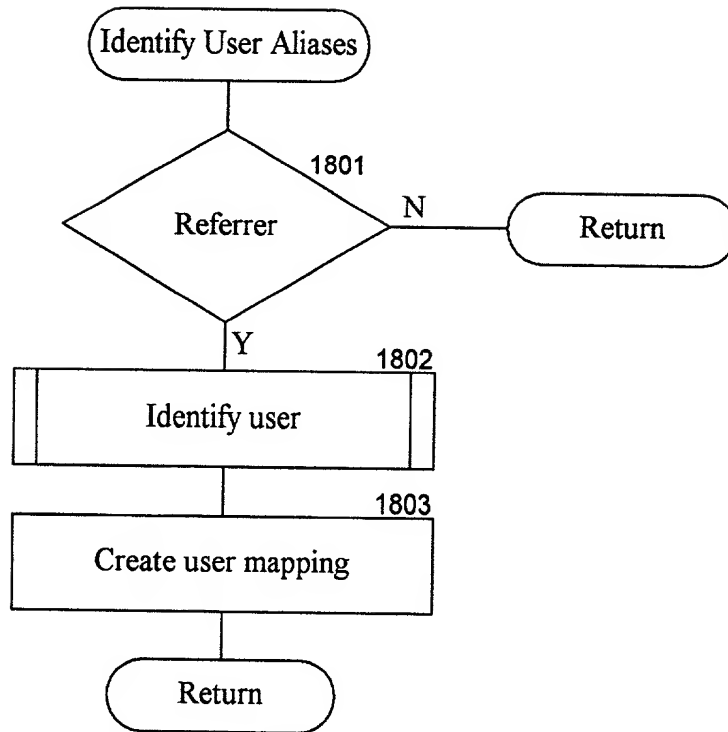 Identify User Aliases
1801
Referrer
N
Return
Y
1802
Identify user
1803
Create user mapping
Return